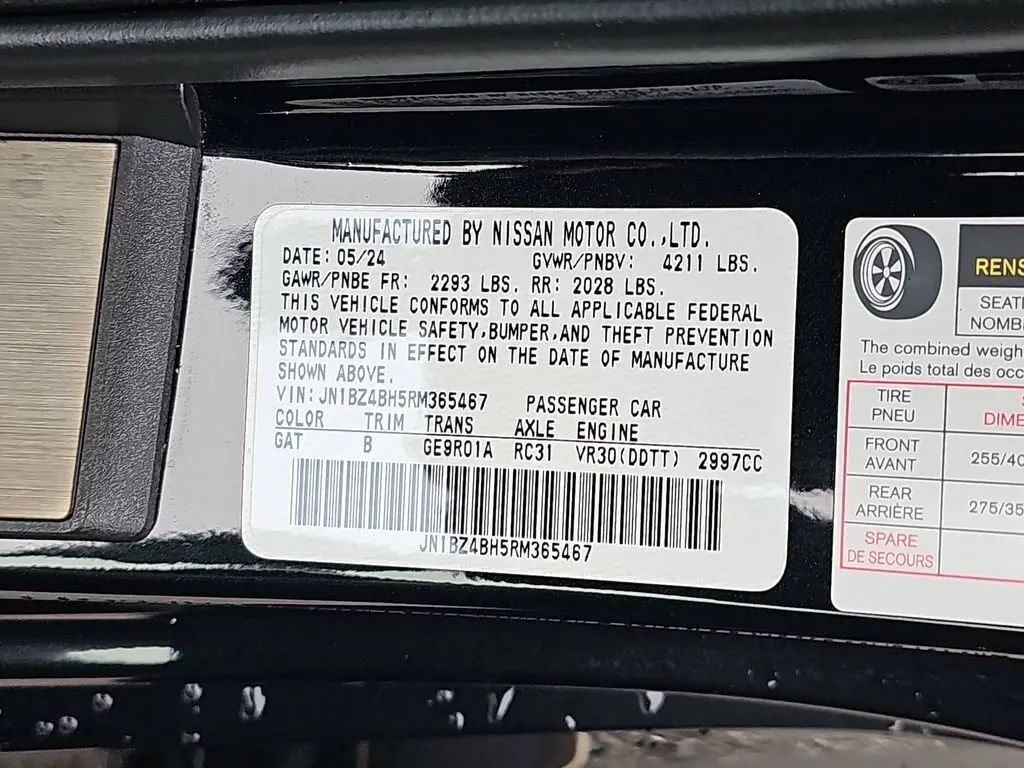 MANUFACTURED BY NISSAN MOTOR CO.,LTD.
DATE: 05/24 GVWR/PNBV: 4211 LBS.
GAWR/PNBE FR: 2293 LBS. RR: 2028 LBS.
THIS VEHICLE CONFORMS TO ALL APPLICABLE FEDERAL
MOTOR VEHICLE SAFETY,BUMPER,AND THEFT PREVENTION
STANDARDS IN EFFECT ON THE DATE OF MANUFACTURE
SHOWN ABOVE.
VIN:JN1BZ4BH5RM365467 PASSENGER CAR
COLOR TRIM TRANS AXLE ENGINE
GAT B GE9R01A RC31 VR30(DDTT) 2997CC
JN1BZ4BH5RM365467
RENS
SEATI
NOMB
The combined weigh
Le poids total des occ
TIRE
PNEU
DIME
FRONT
AVANT
255/40
REAR
ARRIÈRE
275/35
SPARE
DE SECOURS